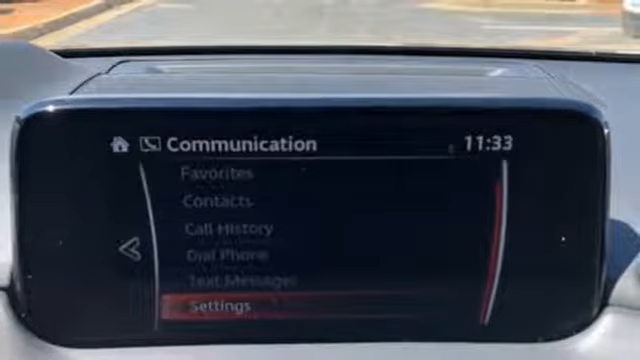 Communication 11:33
Favorites
Contacts
Call History
Dial Phone
Text Messages
Settings